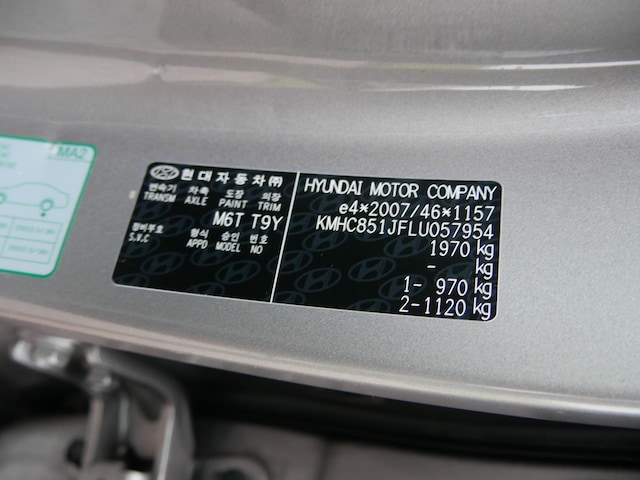 MA2
현대자동차㈜
변속기 차축 도장 의장
TRANSM AXLE PAINT TRIM
M6T T9Y
정비부호 형식 승인 번호
S.V.C APPD MODEL NO
HYUNDAI MOTOR COMPANY
e4*2007/46*1157
KMHC851JFLU057954
1970 kg
- kg
1- 970 kg
2-1120 kg